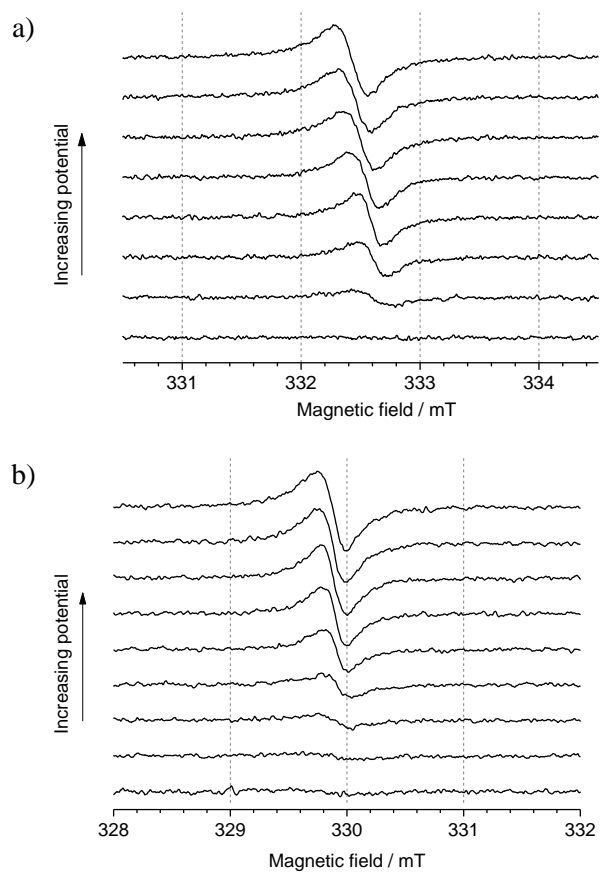 a)
Increasing potential
331 332 333 334
Magnetic field / mT
b)
Increasing potential
328 329 330 331 332
Magnetic field / mT